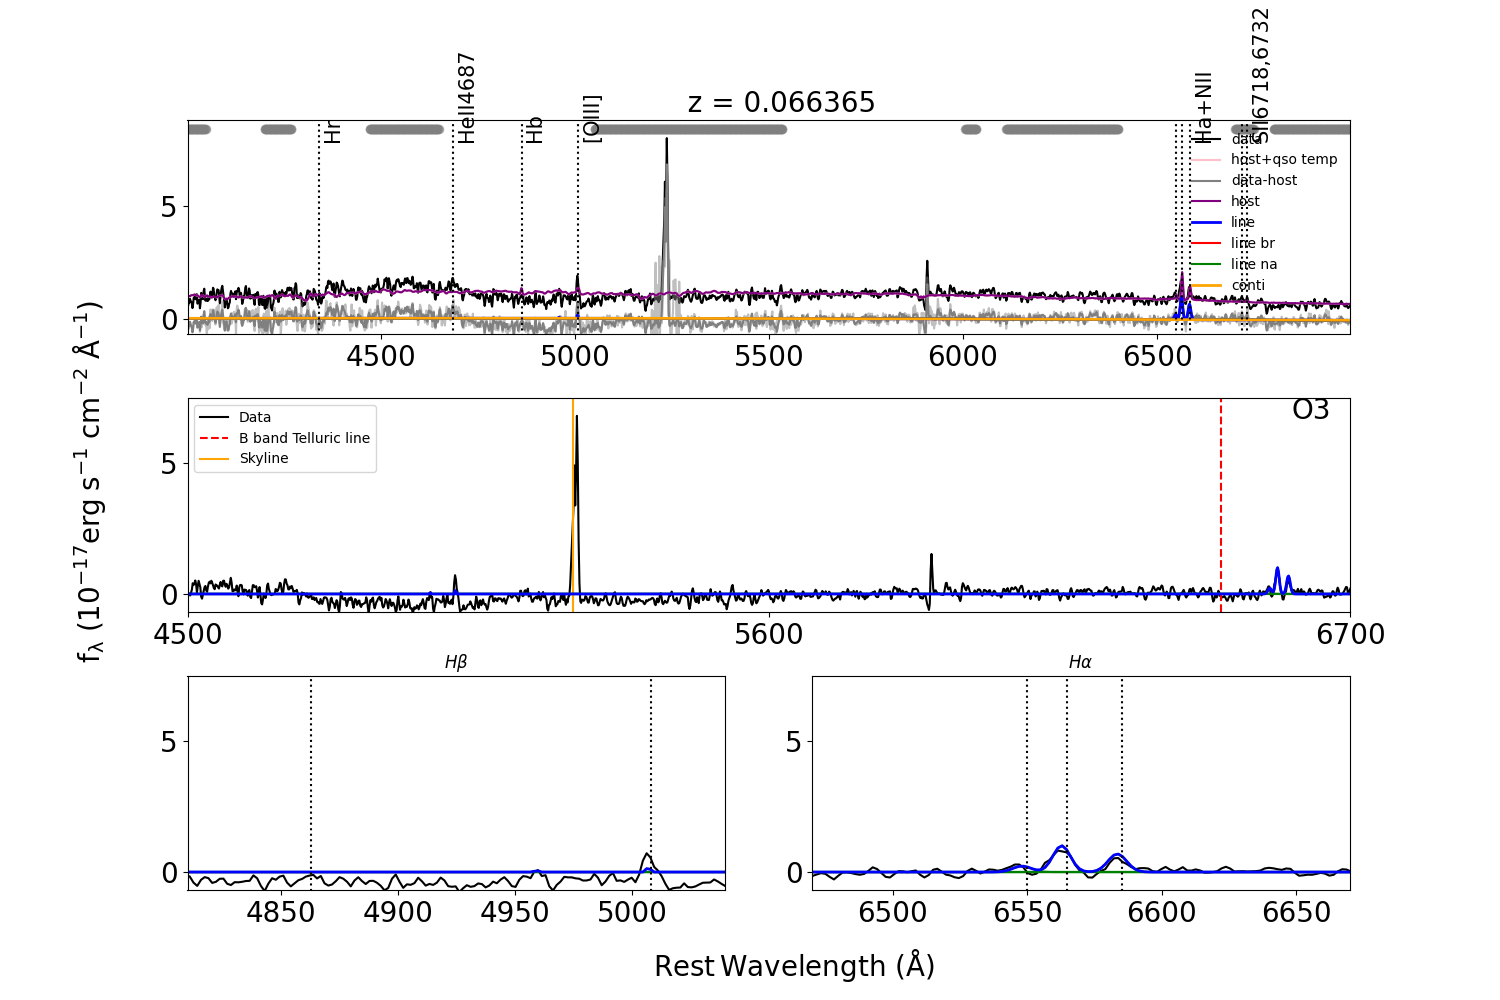 z = 0.066365
Hr
HeII4687
Hb
[OIII]
Ha+NII
SII6718,6732
data
host+qso temp
data-host
host
line
line br
line na
conti
5
0
4500
5000
5500
6000
6500
Data
B band Telluric line
Skyline
O3
5
0
4500
5600
6700
fλ (10⁻¹⁷erg s⁻¹ cm⁻² Å⁻¹)
Hβ
5
0
4850
4900
4950
5000
Hα
5
0
6500
6550
6600
6650
Rest Wavelength (Å)